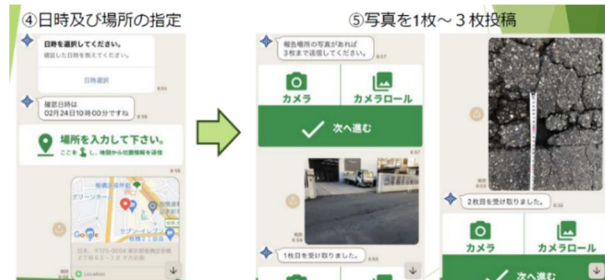 ④日時及び場所の指定
日時を選択してください。
確認した日時を教えてください。
日時選択
確認日時は
02月24日10時00分ですね
場所を入力して下さい。
Google
Location
⑤写真を1枚～3枚投稿
報告場所の写真があれば
3枚まで送信してください。
カメラ
カメラロール
次へ進む
1枚目を受け取りました。
2枚目を受け取りました。
カメラ
カメラロール
次へ進む